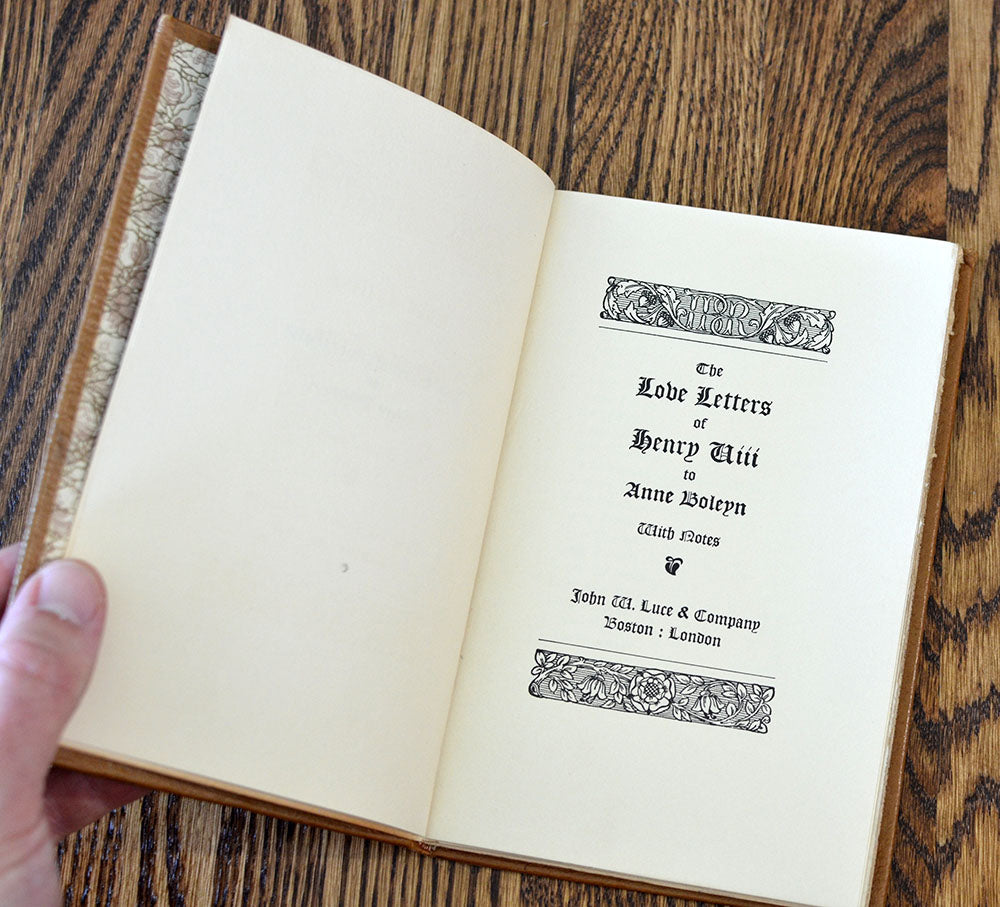 The
Love Letters
of
Henry Viii
to
Anne Boleyn
With Notes
John W. Luce & Company
Boston : London